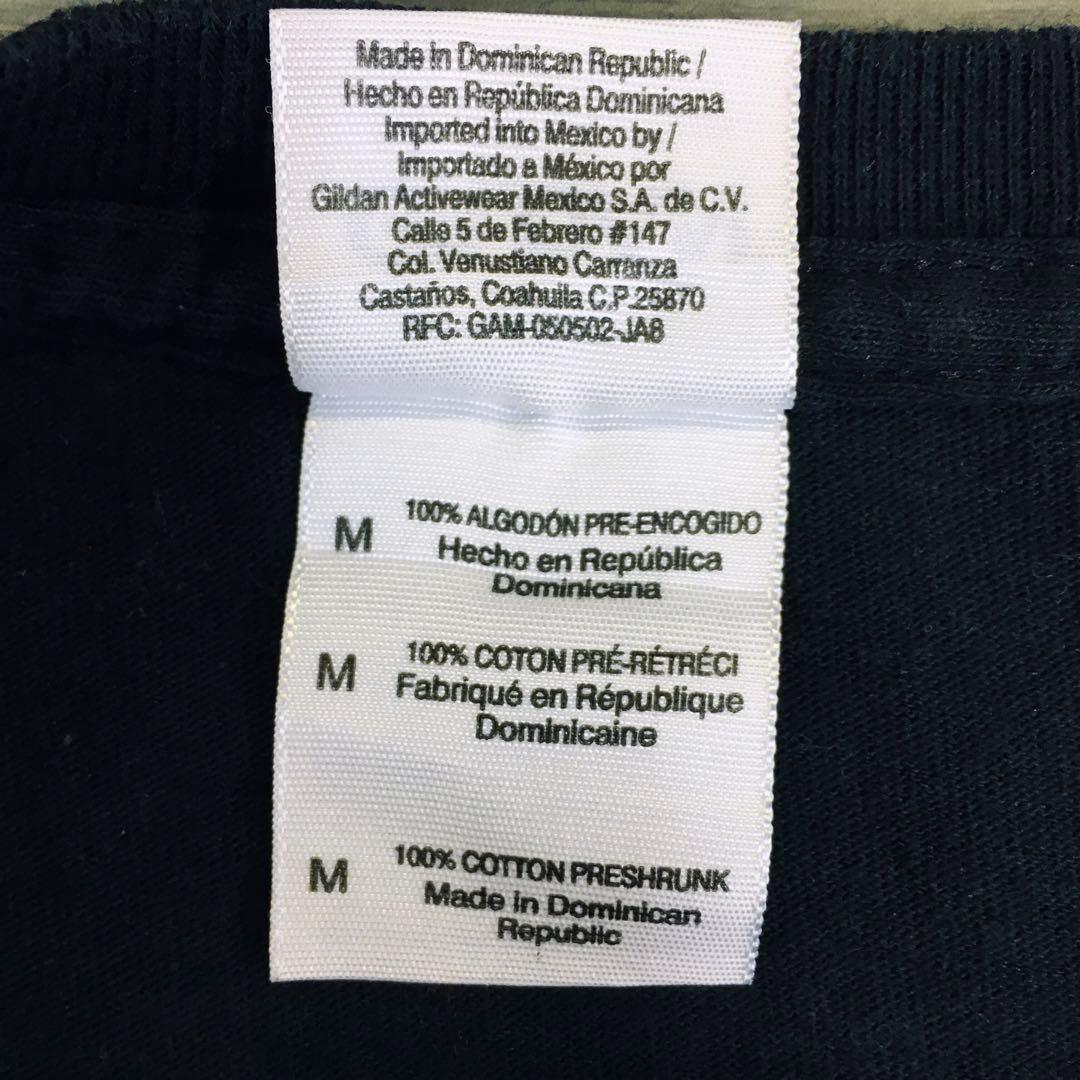 Made in Dominican Republic /
Hecho en República Dominicana
Imported into Mexico by /
Importado a México por
Gildan Activewear Mexico S.A. de C.V.
Calle 5 de Febrero #147
Col. Venustiano Carranza
Castaños, Coahuila C.P.25870
RFC: GAM-050502-JA8
M 100% ALGODÓN PRE-ENCOGIDO
Hecho en República
Dominicana
M 100% COTON PRÉ-RÉTRÉCI
Fabriqué en République
Dominicaine
M 100% COTTON PRESHRUNK
Made in Dominican
Republic